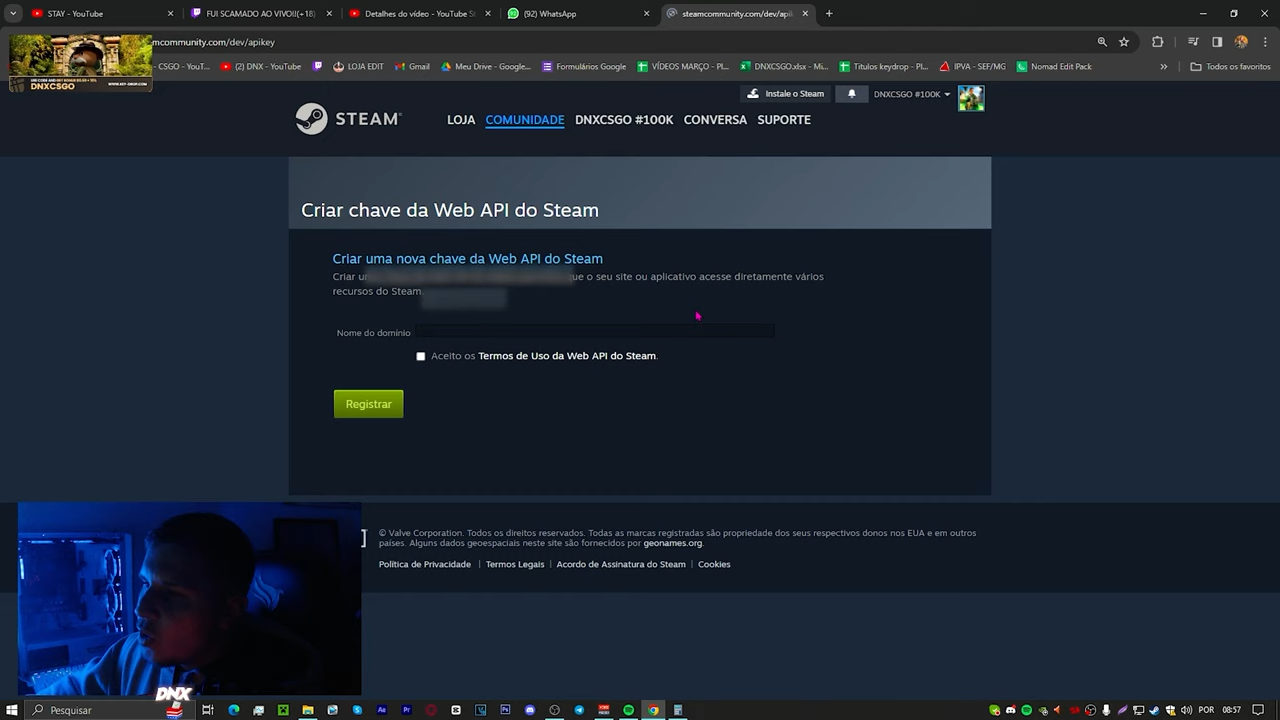 STAY - YouTube
FUI SCAMADO AO VIVO!!(+18)
Detalhes do vídeo - YouTube S
(92) WhatsApp
steamcommunity.com/dev/api
mcommunity.com/dev/apikey
CSGO - YouT...
(2) DNX - YouTub...
LOJA EDIT
Gmail
Meu Drive - Google...
Formulários Google
VÍDEOS MARÇO - Pl...
DNXCSGO.xlsx - M...
Titulos keydrop - Pl...
IPVA - SEF/MG
Nomad Edit Pack
Todos os favoritos
DNXCSGO
Instale o Steam
DNXCSGO #100K
STEAM
LOJA
COMUNIDADE
DNXCSGO #100K
CONVERSA
SUPORTE
Criar chave da Web API do Steam
Criar uma nova chave da Web API do Steam
Criar ue o seu site ou aplicativo acesse diretamente vários
recursos do Steam.
Nome do domínio
Aceito os Termos de Uso da Web API do Steam.
Registrar
© Valve Corporation. Todos os direitos reservados. Todas as marcas registradas são propriedade dos seus respectivos donos nos EUA e em outros
países. Alguns dados geoespaciais neste site são fornecidos por geonames.org.
Política de Privacidade | Termos Legais | Acordo de Assinatura do Steam | Cookies
DNX
Pesquisar
POR
08:57